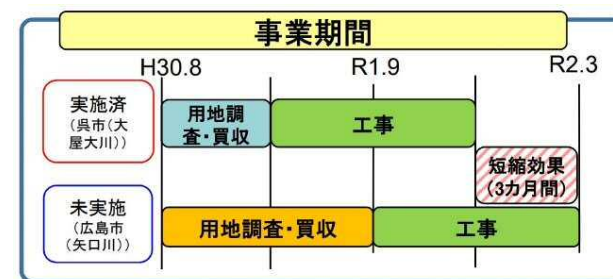 事業期間
H30.8
R1.9
R2.3
実施済
(呉市(大
屋大川))
用地調
査・買収
工事
短縮効果
(3カ月間)
未実施
(広島市
(矢口川))
用地調査・買収
工事